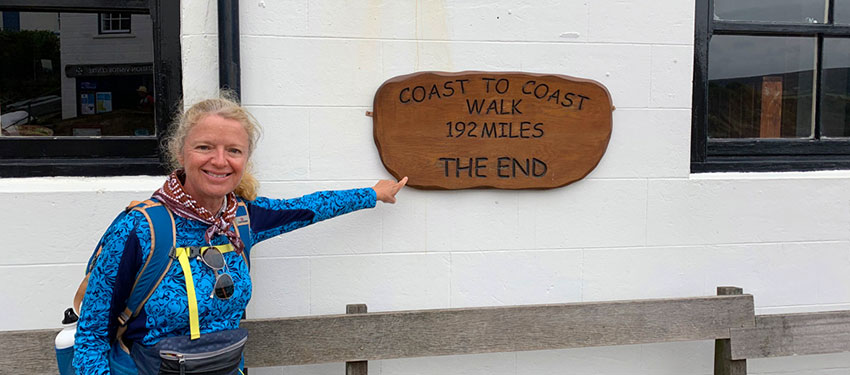 COAST TO COAST
WALK
192 MILES
THE END